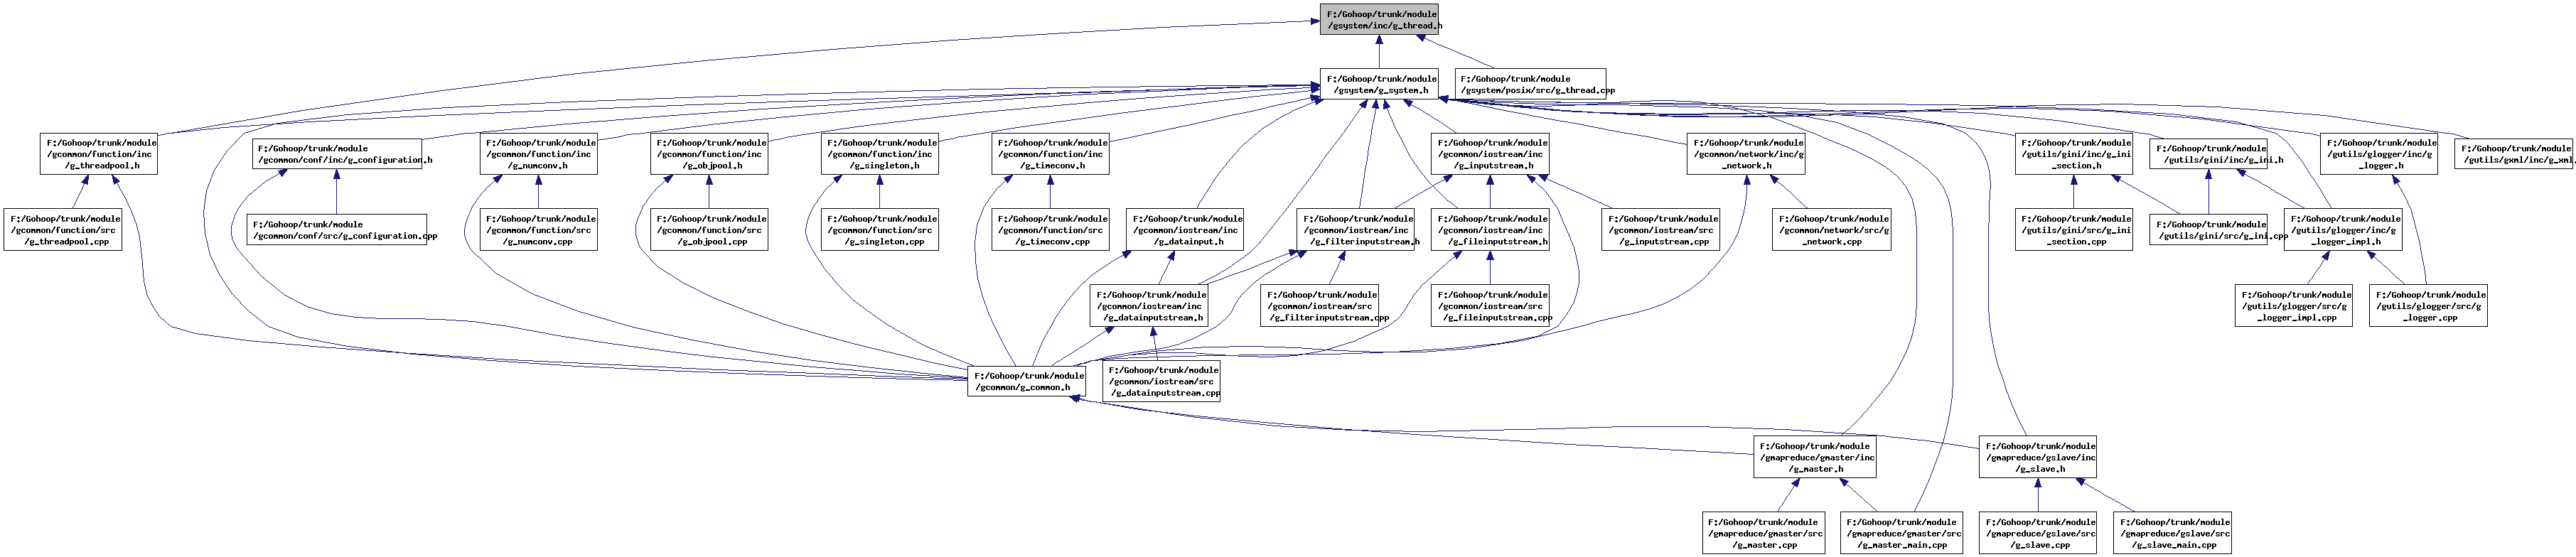 F:/Gohoop/trunk/module
/gsystem/inc/g_thread.h
F:/Gohoop/trunk/module
/gsystem/g_system.h
F:/Gohoop/trunk/module
/gsystem/posix/src/g_thread.cpp
F:/Gohoop/trunk/module
/gcommon/function/inc
/g_threadpool.h
F:/Gohoop/trunk/module
/gcommon/conf/inc/g_configuration.h
F:/Gohoop/trunk/module
/gcommon/function/inc
/g_numconv.h
F:/Gohoop/trunk/module
/gcommon/function/inc
/g_objpool.h
F:/Gohoop/trunk/module
/gcommon/function/inc
/g_singleton.h
F:/Gohoop/trunk/module
/gcommon/function/inc
/g_timeconv.h
F:/Gohoop/trunk/module
/gcommon/iostream/inc
/g_inputstream.h
F:/Gohoop/trunk/module
/gcommon/network/inc/g
_network.h
F:/Gohoop/trunk/module
/gutils/gini/inc/g_ini
_section.h
F:/Gohoop/trunk/module
/gutils/gini/inc/g_ini.h
F:/Gohoop/trunk/module
/gutils/glogger/inc/g
_logger.h
F:/Gohoop/trunk/module
/gutils/gxml/inc/g_xml.h
F:/Gohoop/trunk/module
/gcommon/function/src
/g_threadpool.cpp
F:/Gohoop/trunk/module
/gcommon/conf/src/g_configuration.cpp
F:/Gohoop/trunk/module
/gcommon/function/src
/g_numconv.cpp
F:/Gohoop/trunk/module
/gcommon/function/src
/g_objpool.cpp
F:/Gohoop/trunk/module
/gcommon/function/src
/g_singleton.cpp
F:/Gohoop/trunk/module
/gcommon/function/src
/g_timeconv.cpp
F:/Gohoop/trunk/module
/gcommon/iostream/inc
/g_datainput.h
F:/Gohoop/trunk/module
/gcommon/iostream/inc
/g_filterinputstream.h
F:/Gohoop/trunk/module
/gcommon/iostream/inc
/g_fileinputstream.h
F:/Gohoop/trunk/module
/gcommon/iostream/src
/g_inputstream.cpp
F:/Gohoop/trunk/module
/gcommon/network/src/g
_network.cpp
F:/Gohoop/trunk/module
/gutils/gini/src/g_ini
_section.cpp
F:/Gohoop/trunk/module
/gutils/gini/src/g_ini.cpp
F:/Gohoop/trunk/module
/gutils/glogger/inc/g
_logger_impl.h
F:/Gohoop/trunk/module
/gcommon/iostream/inc
/g_datainputstream.h
F:/Gohoop/trunk/module
/gcommon/iostream/src
/g_filterinputstream.cpp
F:/Gohoop/trunk/module
/gcommon/iostream/src
/g_fileinputstream.cpp
F:/Gohoop/trunk/module
/gutils/glogger/src/g
_logger_impl.cpp
F:/Gohoop/trunk/module
/gutils/glogger/src/g
_logger.cpp
F:/Gohoop/trunk/module
/gcommon/g_common.h
F:/Gohoop/trunk/module
/gcommon/iostream/src
/g_datainputstream.cpp
F:/Gohoop/trunk/module
/gmapreduce/gmaster/inc
/g_master.h
F:/Gohoop/trunk/module
/gmapreduce/gslave/inc
/g_slave.h
F:/Gohoop/trunk/module
/gmapreduce/gmaster/src
/g_master.cpp
F:/Gohoop/trunk/module
/gmapreduce/gmaster/src
/g_master_main.cpp
F:/Gohoop/trunk/module
/gmapreduce/gslave/src
/g_slave.cpp
F:/Gohoop/trunk/module
/gmapreduce/gslave/src
/g_slave_main.cpp